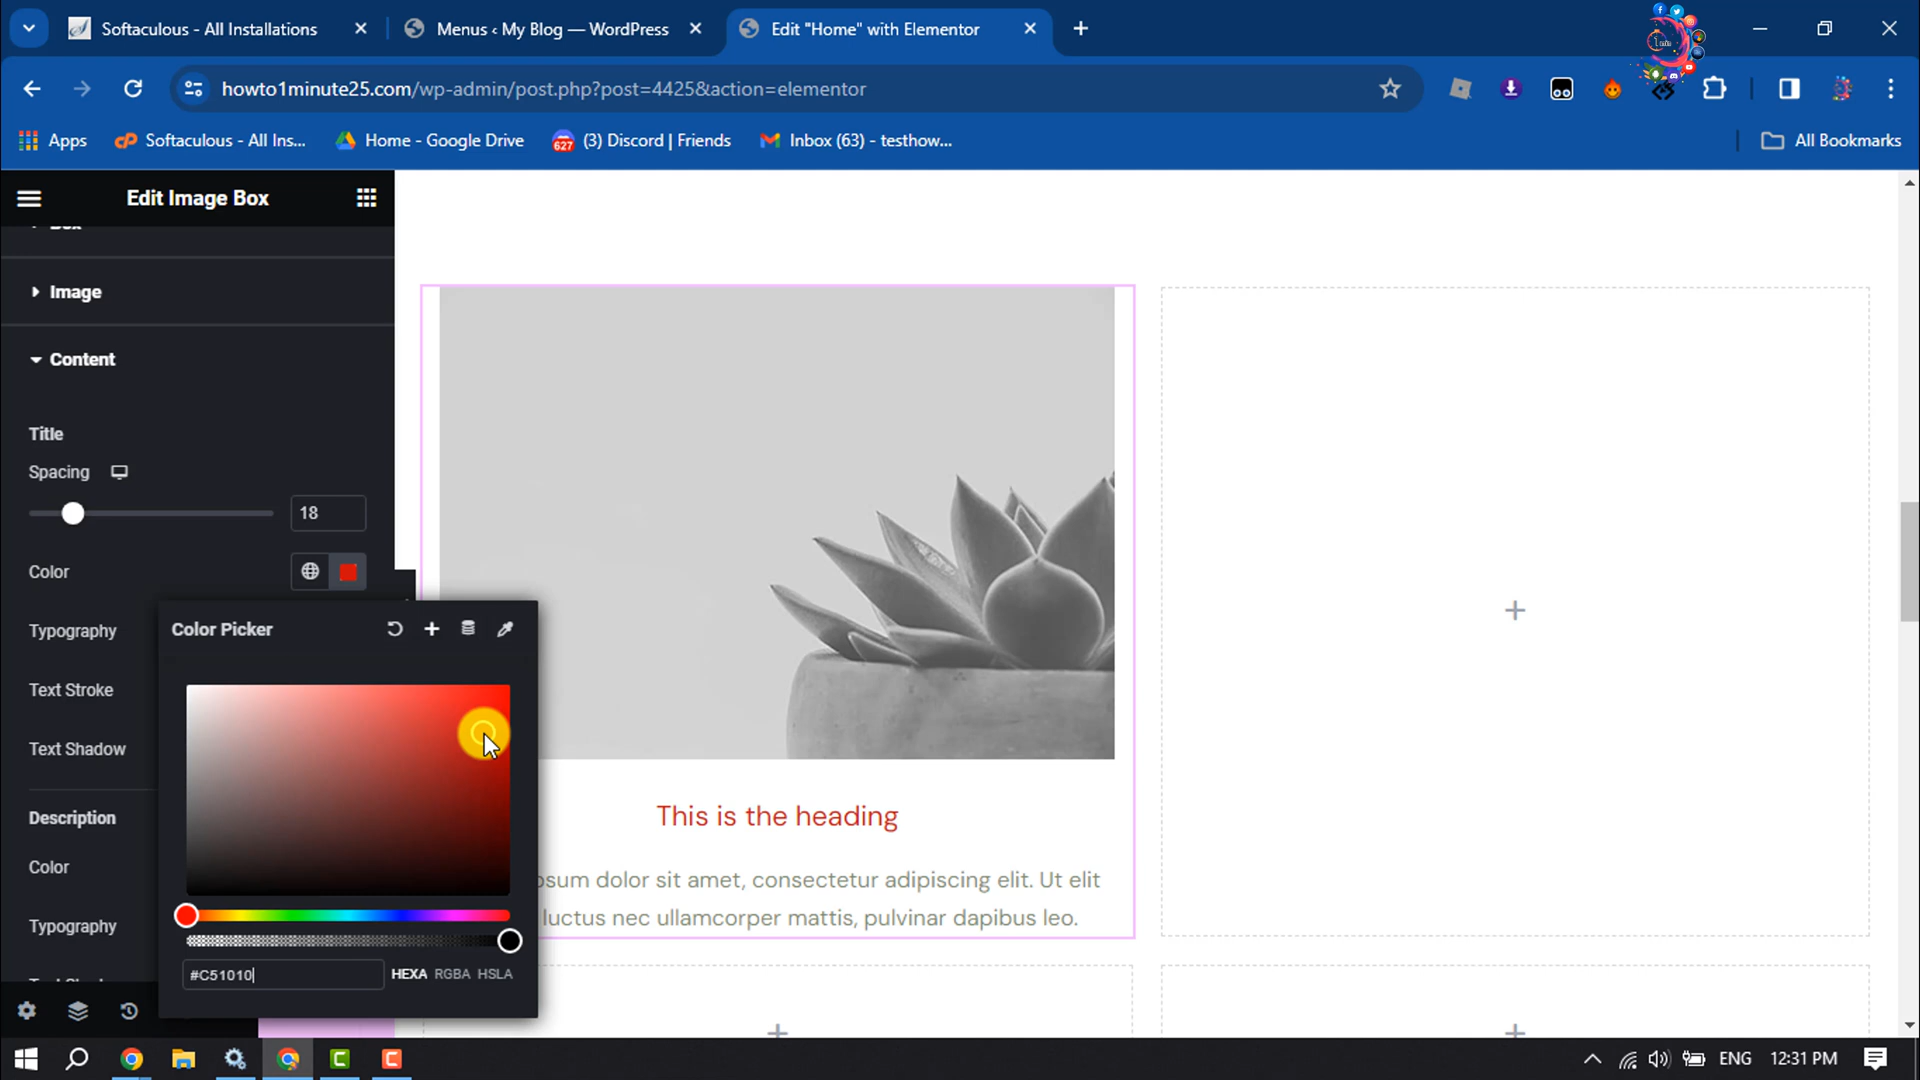 Softaculous - All Installations
Menus ‹ My Blog — WordPress
Edit "Home" with Elementor
howto1minute25.com/wp-admin/post.php?post=4425&action=elementor
Apps
Softaculous - All Ins...
Home - Google Drive
627
(3) Discord | Friends
Inbox (63) - testhow...
All Bookmarks
Edit Image Box
Box
Image
Content
Title
Spacing
18
Color
Typography
Text Stroke
Text Shadow
Description
Color
Typography
Color Picker
#C51010
HEXA RGBA HSLA
This is the heading
sum dolor sit amet, consectetur adipiscing elit. Ut elit
luctus nec ullamcorper mattis, pulvinar dapibus leo.
ENG
12:31 PM